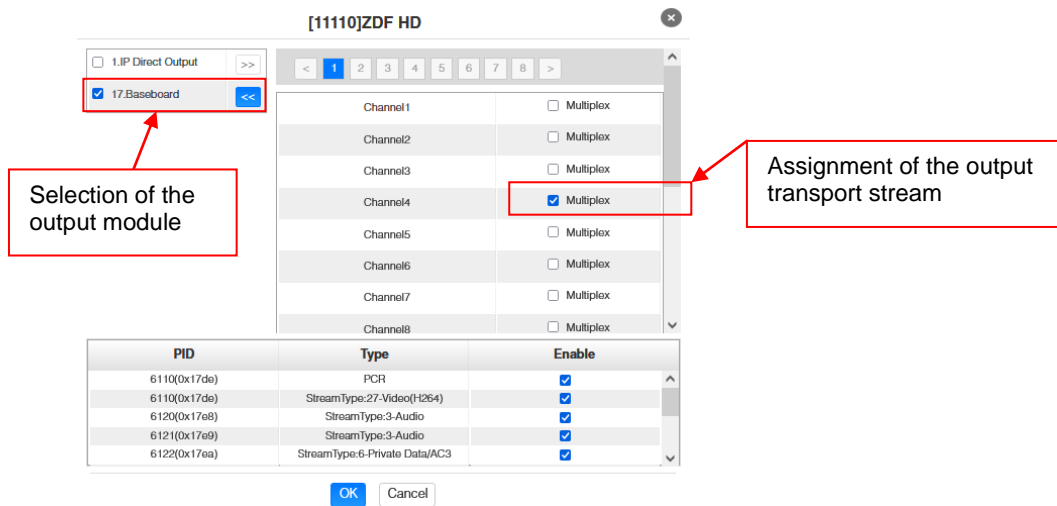 [11110]ZDF HD
1.IP Direct Output >>
17.Baseboard <<
< 1 2 3 4 5 6 7 8 >
Channel1 Multiplex
Channel2 Multiplex
Channel3 Multiplex
Channel4 Multiplex
Channel5 Multiplex
Channel6 Multiplex
Channel7 Multiplex
Channel8 Multiplex
Selection of the
output module
Assignment of the output
transport stream
PID Type Enable
6110(0x17de) PCR
6110(0x17de) StreamType:27-Video(H264)
6120(0x17e8) StreamType:3-Audio
6121(0x17e9) StreamType:3-Audio
6122(0x17ea) StreamType:6-Private Data/AC3
OK Cancel